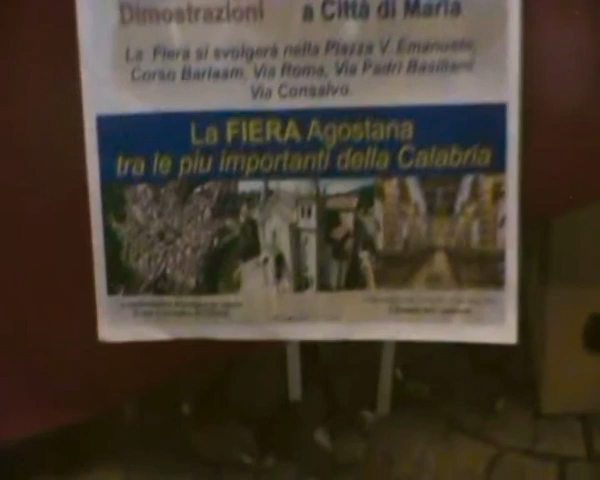 Dimostrazioni a Città di Maria
La Fiera si svolgerà nella Piazza V. Emanuele,
Corso Barlaam, Via Roma, Via Padri Basiliani
Via Consalvo.
La FIERA Agostana
tra le piu importanti della Calabria